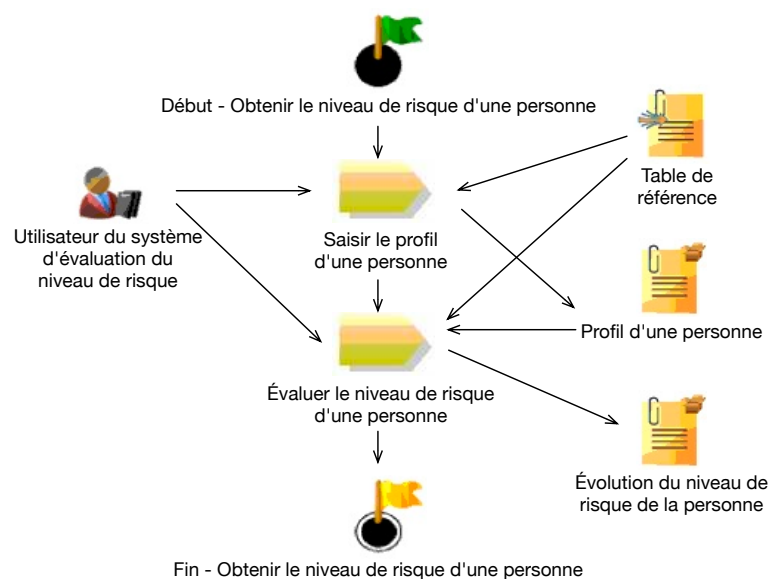 Début - Obtenir le niveau de risque d'une personne
Table de
référence
Utilisateur du système
d'évaluation du
niveau de risque
Saisir le profil
d'une personne
Profil d'une personne
Évaluer le niveau de risque
d'une personne
Évolution du niveau de
risque de la personne
Fin - Obtenir le niveau de risque d'une personne